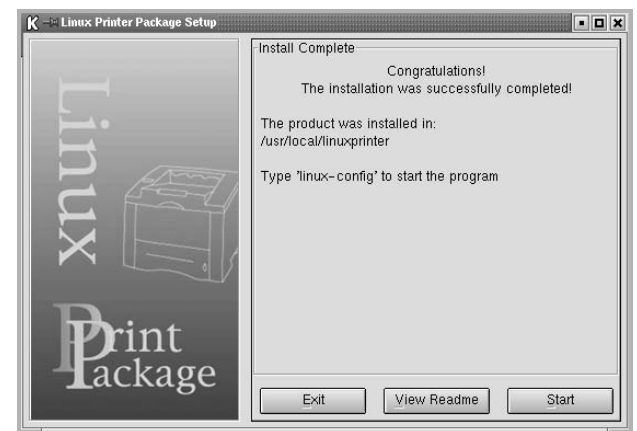 Linux Printer Package Setup
Linux
Print
Package
Install Complete
Congratulations!
The installation was successfully completed!
The product was installed in:
/usr/local/linuxprinter
Type 'linux-config' to start the program
Exit
View Readme
Start